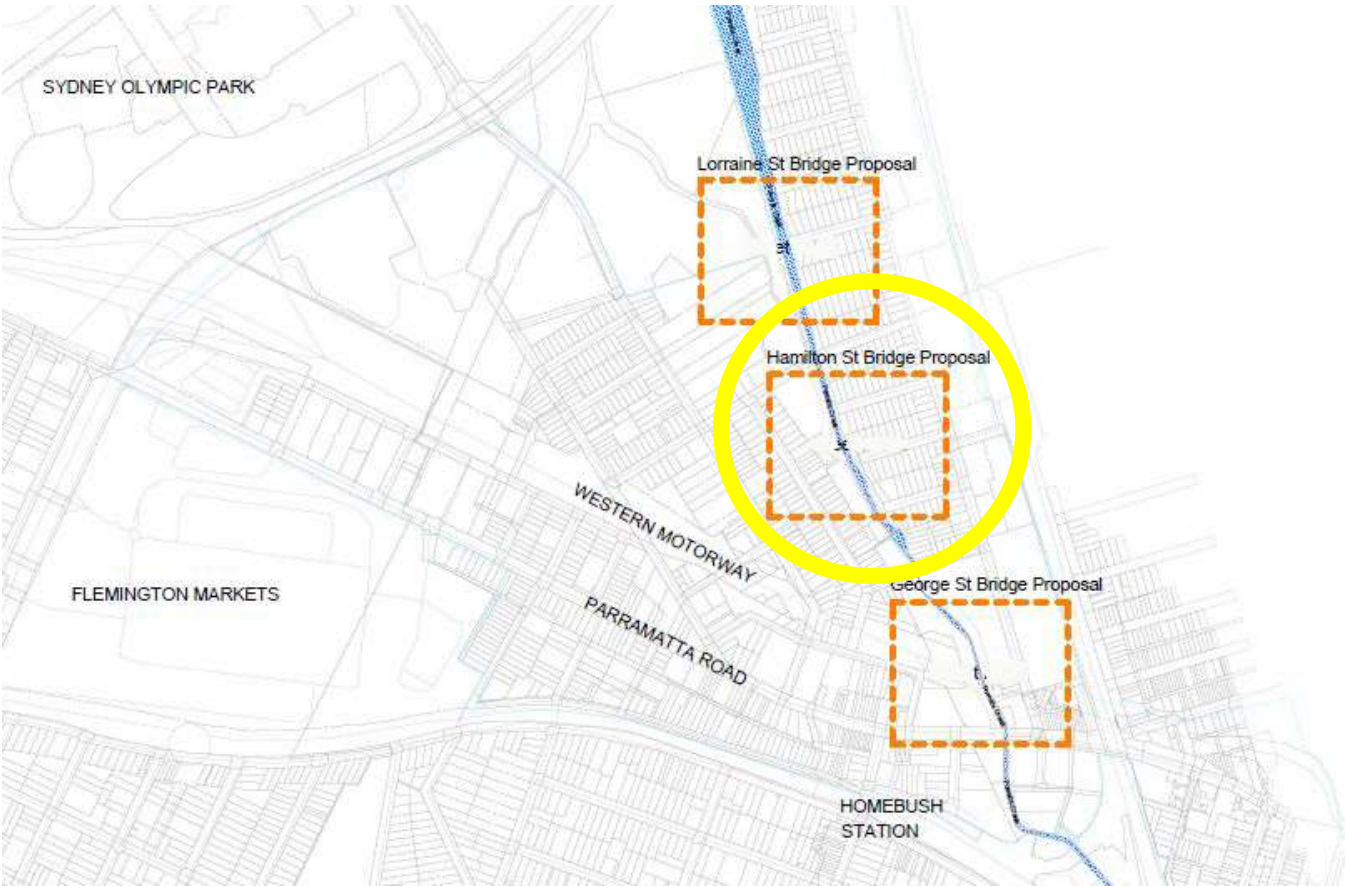 SYDNEY OLYMPIC PARK
Lorraine St Bridge Proposal
Hamilton St Bridge Proposal
WESTERN MOTORWAY
George St Bridge Proposal
FLEMINGTON MARKETS
PARRAMATTA ROAD
HOMEBUSH
STATION